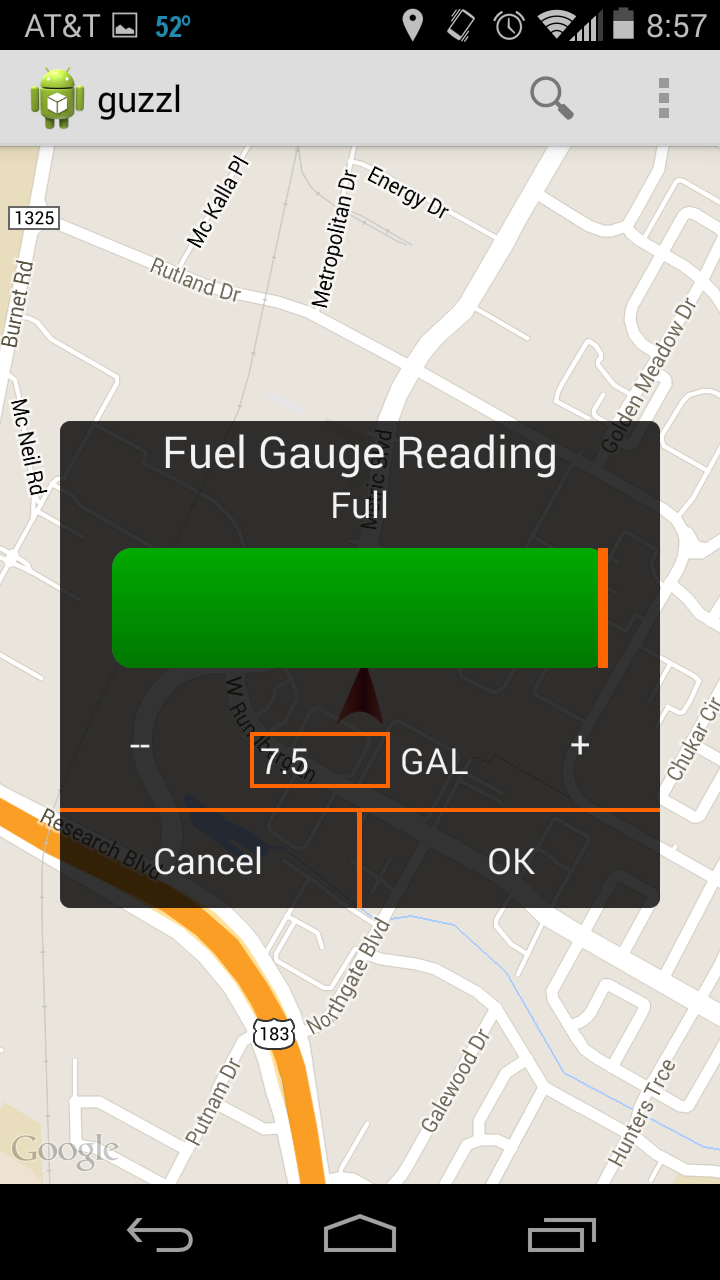 AT&T 52° 8:57
guzzl
Mc Kalla Pl
Metropolitan Dr
Energy Dr
1325
Rutland Dr
Burnet Rd
Golden Meadow Dr
Mc Neil Rd
Fuel Gauge Reading
Full
-- 7.5 GAL +
Chukar Cir
Research Blvd
Cancel OK
Northgate Blvd
183
Putnam Dr
Galewood Dr
Hunters Trce
Google